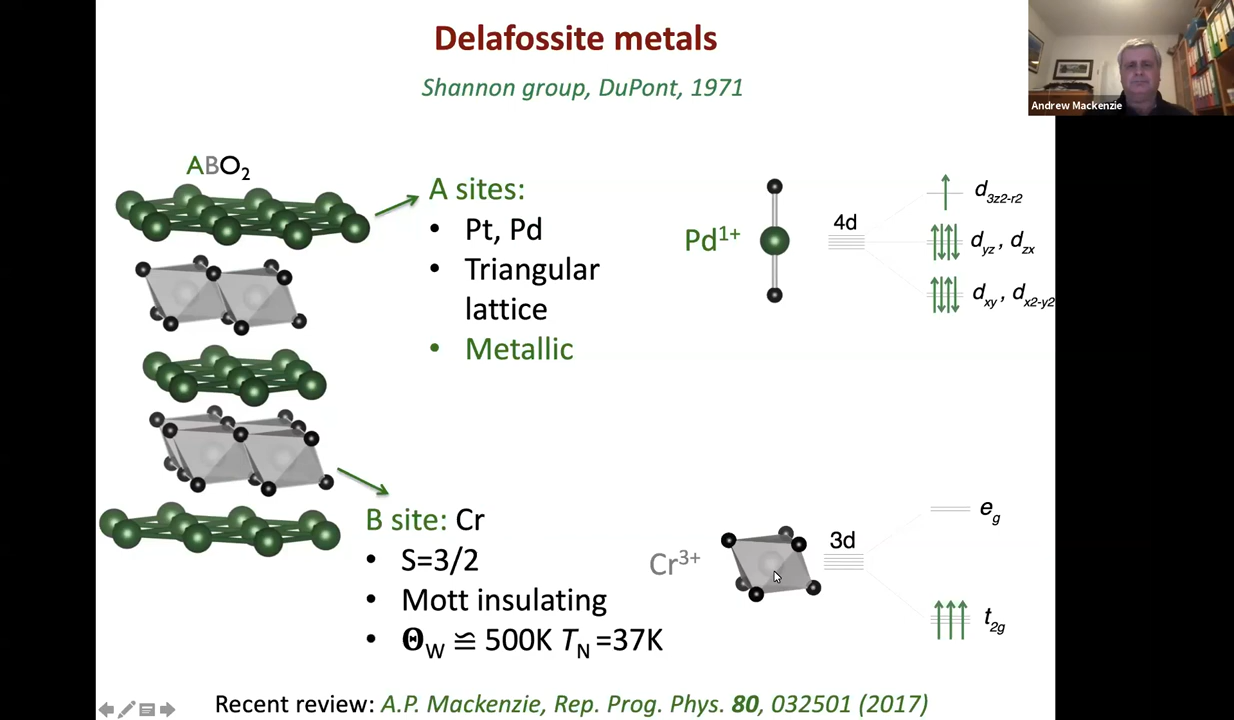 Delafossite metals
Shannon group, DuPont, 1971
Andrew Mackenzie
ABO2
A sites:
• Pt, Pd
• Triangular
lattice
• Metallic
Pd1+
4d
d3z2-r2
dyz , dzx
dxy , dx2-y2
B site: Cr
• S=3/2
• Mott insulating
• ΘW ≌ 500K TN =37K
Cr3+
3d
eg
t2g
Recent review: A.P. Mackenzie, Rep. Prog. Phys. 80, 032501 (2017)